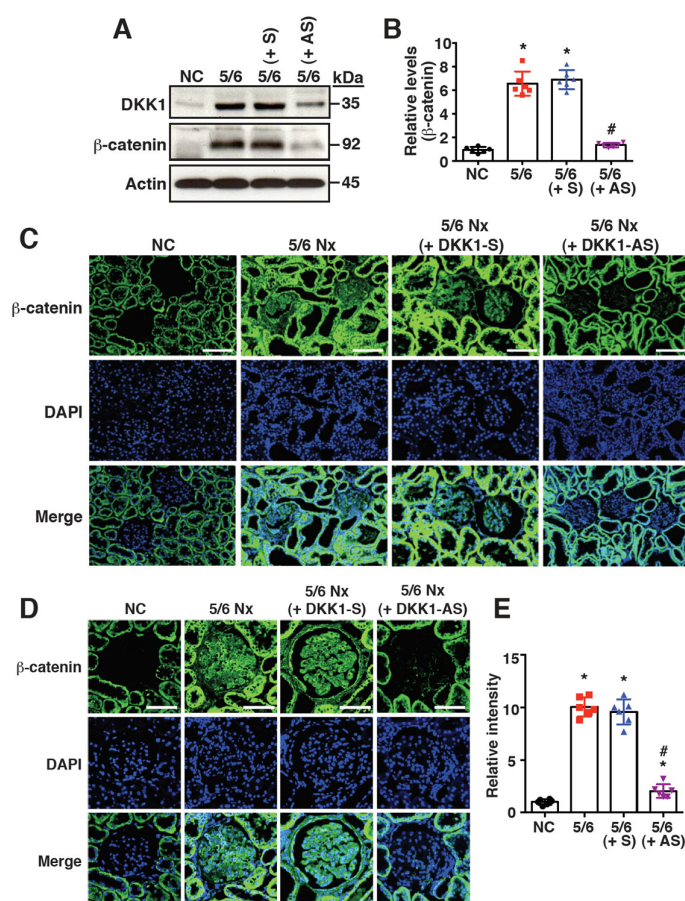 A
NC 5/6 5/6 (+ S) 5/6 (+ AS) kDa
DKK1 35
β-catenin 92
Actin 45
B
Relative levels
(β-catenin)
10
8
6
4
2
0
*
*
#
NC 5/6 5/6 5/6
(+ S) (+ AS)
C
NC 5/6 Nx 5/6 Nx 5/6 Nx
(+ DKK1-S) (+ DKK1-AS)
β-catenin
DAPI
Merge
D
NC 5/6 Nx 5/6 Nx 5/6 Nx
(+ DKK1-S) (+ DKK1-AS)
β-catenin
DAPI
Merge
E
Relative intensity
15
10
5
0
*
*
#
*
NC 5/6 5/6 5/6
(+ S) (+ AS)